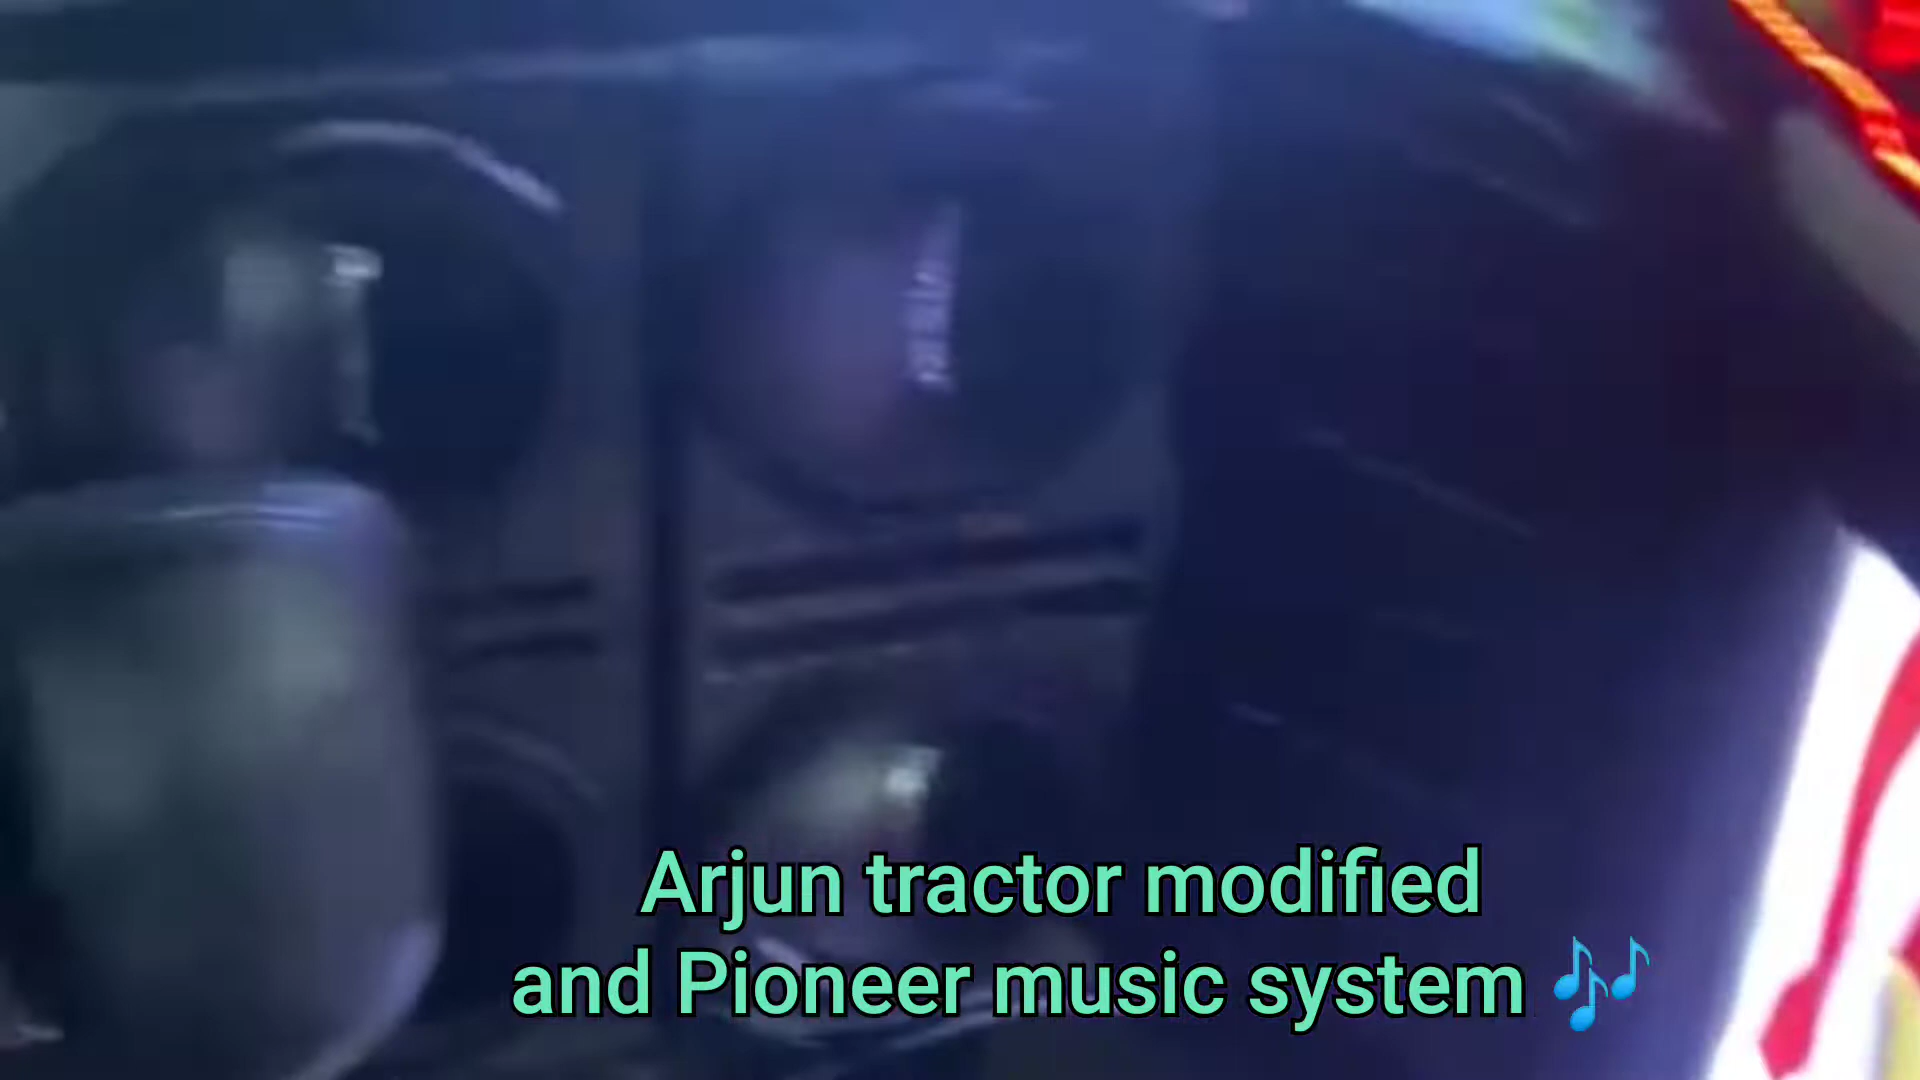 Arjun tractor modified
and Pioneer music system 🎶